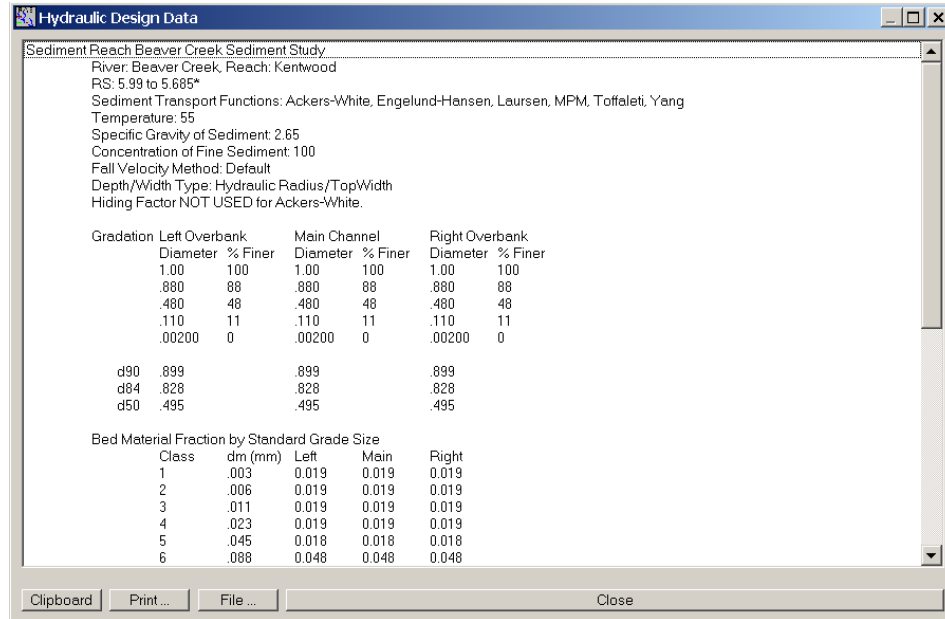 Hydraulic Design Data
Sediment Reach Beaver Creek Sediment Study
River: Beaver Creek, Reach: Kentwood
RS: 5.99 to 5.685*
Sediment Transport Functions: Ackers-White, Engelund-Hansen, Laursen, MPM, Toffaleti, Yang
Temperature: 55
Specific Gravity of Sediment: 2.65
Concentration of Fine Sediment: 100
Fall Velocity Method: Default
Depth/Width Type: Hydraulic Radius/TopWidth
Hiding Factor NOT USED for Ackers-White.
Gradation Left Overbank Main Channel Right Overbank
Diameter % Finer Diameter % Finer Diameter % Finer
1.00 100 1.00 100 1.00 100
.880 88 .880 88 .880 88
.480 48 .480 48 .480 48
.110 11 .110 11 .110 11
.00200 0 .00200 0 .00200 0
d90 .899 .899 .899
d84 .828 .828 .828
d50 .495 .495 .495
Bed Material Fraction by Standard Grade Size
Class dm (mm) Left Main Right
1 .003 0.019 0.019 0.019
2 .006 0.019 0.019 0.019
3 .011 0.019 0.019 0.019
4 .023 0.019 0.019 0.019
5 .045 0.018 0.018 0.018
6 .088 0.048 0.048 0.048
Clipboard Print ... File ... Close